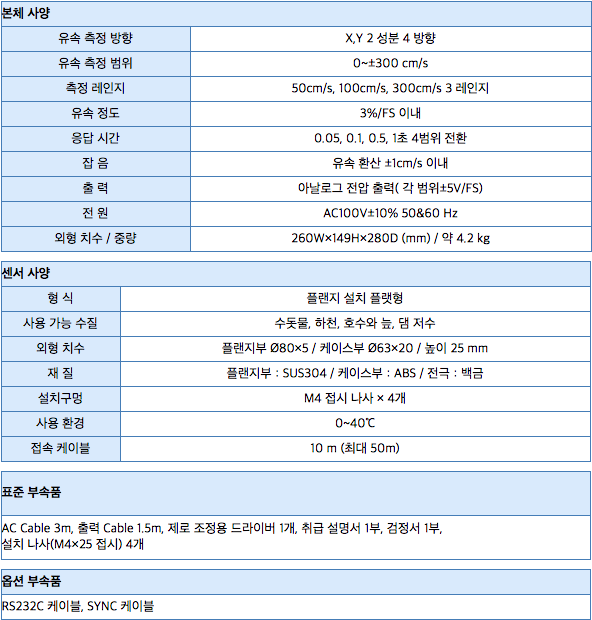 본체 사양
유속 측정 방향 X,Y 2 성분 4 방향
유속 측정 범위 0~±300 cm/s
측정 레인지 50cm/s, 100cm/s, 300cm/s 3 레인지
유속 정도 3%/FS 이내
응답 시간 0.05, 0.1, 0.5, 1초 4범위 전환
잡 음 유속 환산 ±1cm/s 이내
출 력 아날로그 전압 출력( 각 범위±5V/FS)
전 원 AC100V±10% 50&60 Hz
외형 치수 / 중량 260W×149H×280D (mm) / 약 4.2 kg
센서 사양
형 식 플랜지 설치 플랫형
사용 가능 수질 수돗물, 하천, 호수와 늪, 댐 저수
외형 치수 플랜지부 Ø80×5 / 케이스부 Ø63×20 / 높이 25 mm
재 질 플랜지부 : SUS304 / 케이스부 : ABS / 전극 : 백금
설치구멍 M4 접시 나사 × 4개
사용 환경 0~40℃
접속 케이블 10 m (최대 50m)
표준 부속품
AC Cable 3m, 출력 Cable 1.5m, 제로 조정용 드라이버 1개, 취급 설명서 1부, 검정서 1부,
설치 나사(M4×25 접시) 4개
옵션 부속품
RS232C 케이블, SYNC 케이블